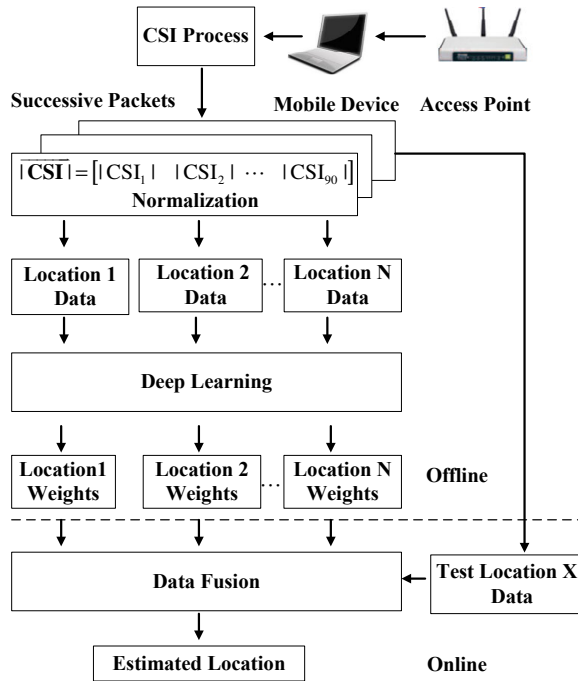 CSI Process
Successive Packets
Mobile Device
Access Point
|CSI| = [|CSI₁| |CSI₂| ⋯ |CSI₉₀|]
Normalization
Location 1
Data
Location 2
Data
...
Location N
Data
Deep Learning
Location1
Weights
Location 2
Weights
...
Location N
Weights
Offline
Data Fusion
Test Location X
Data
Estimated Location
Online